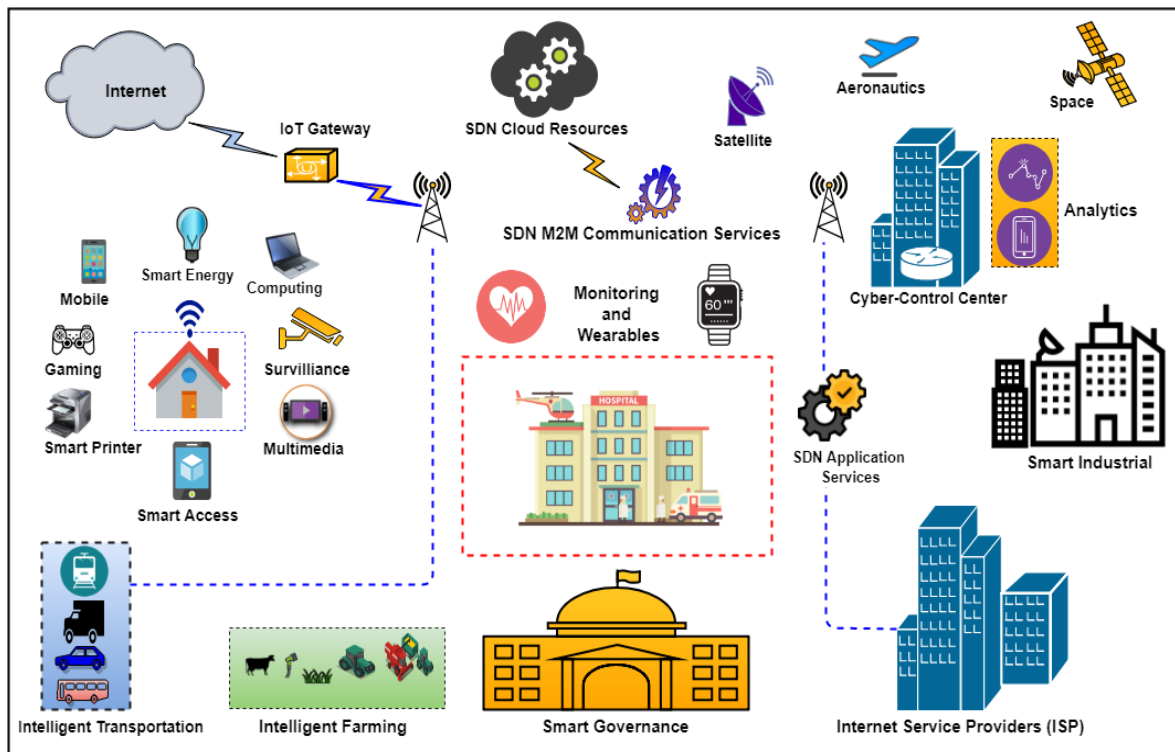 Internet
IoT Gateway
SDN Cloud Resources
Satellite
Aeronautics
Space
SDN M2M Communication Services
Analytics
Cyber-Control Center
Mobile
Smart Energy
Computing
Gaming
Survilliance
Smart Printer
Multimedia
Smart Access
Monitoring
and
Wearables
60
HOSPITAL
SDN Application
Services
Smart Industrial
Intelligent Transportation
Intelligent Farming
Smart Governance
Internet Service Providers (ISP)